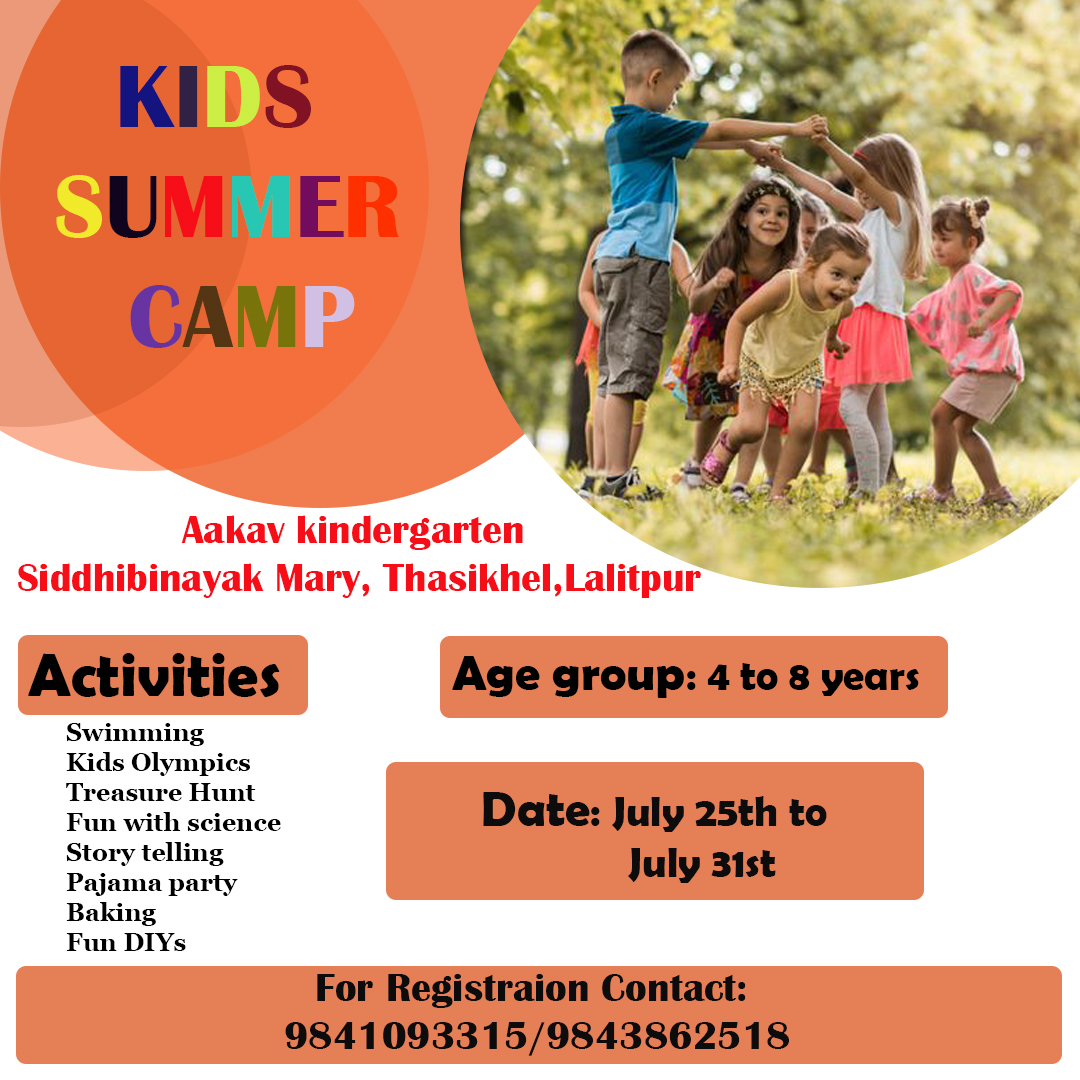 KIDS
SUMMER
CAMP
Aakav kindergarten
Siddhibinayak Mary, Thasikhel,Lalitpur
Activities
Swimming
Kids Olympics
Treasure Hunt
Fun with science
Story telling
Pajama party
Baking
Fun DIYs
Age group: 4 to 8 years
Date: July 25th to
July 31st
For Registraion Contact:
9841093315/9843862518